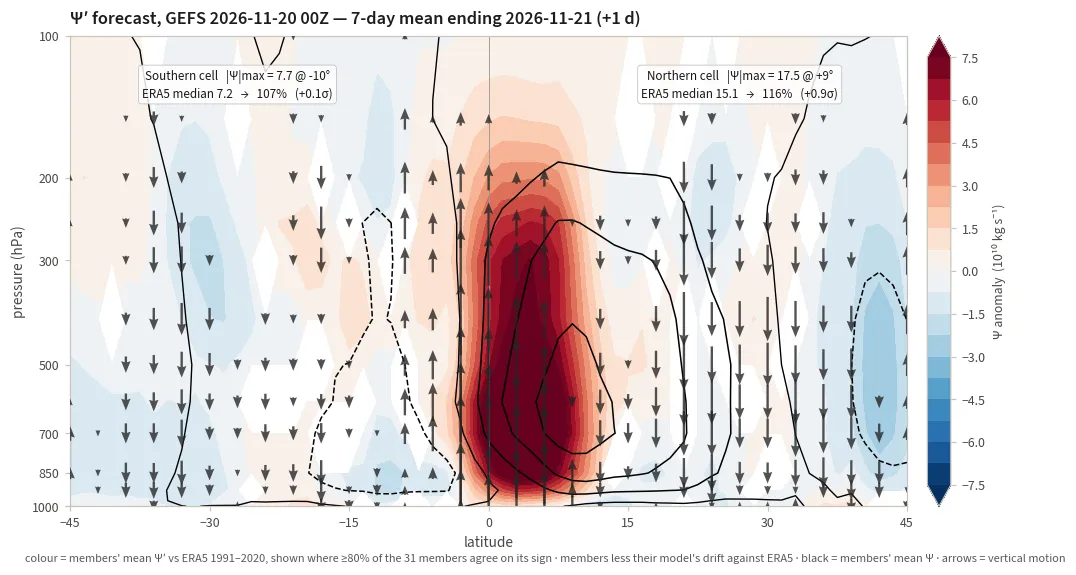 Ψ′ forecast, GEFS 2026-11-20 00Z — 7-day mean ending 2026-11-21 (+1 d)
Southern cell |Ψ|max = 7.7 @ -10°
ERA5 median 7.2 → 107% (+0.1σ)
Northern cell |Ψ|max = 17.5 @ +9°
ERA5 median 15.1 → 116% (+0.9σ)
pressure (hPa)
100
200
300
400
500
700
850
1000
−45
−30
−15
0
15
30
45
latitude
7.5
6.0
4.5
3.0
1.5
0.0
−1.5
−3.0
−4.5
−6.0
−7.5
Ψ anomaly (10¹⁰ kg s⁻¹)
colour = members' mean Ψ′ vs ERA5 1991–2020, shown where ≥80% of the 31 members agree on its sign · members less their model's drift against ERA5 · black = members' mean Ψ · arrows = vertical motion